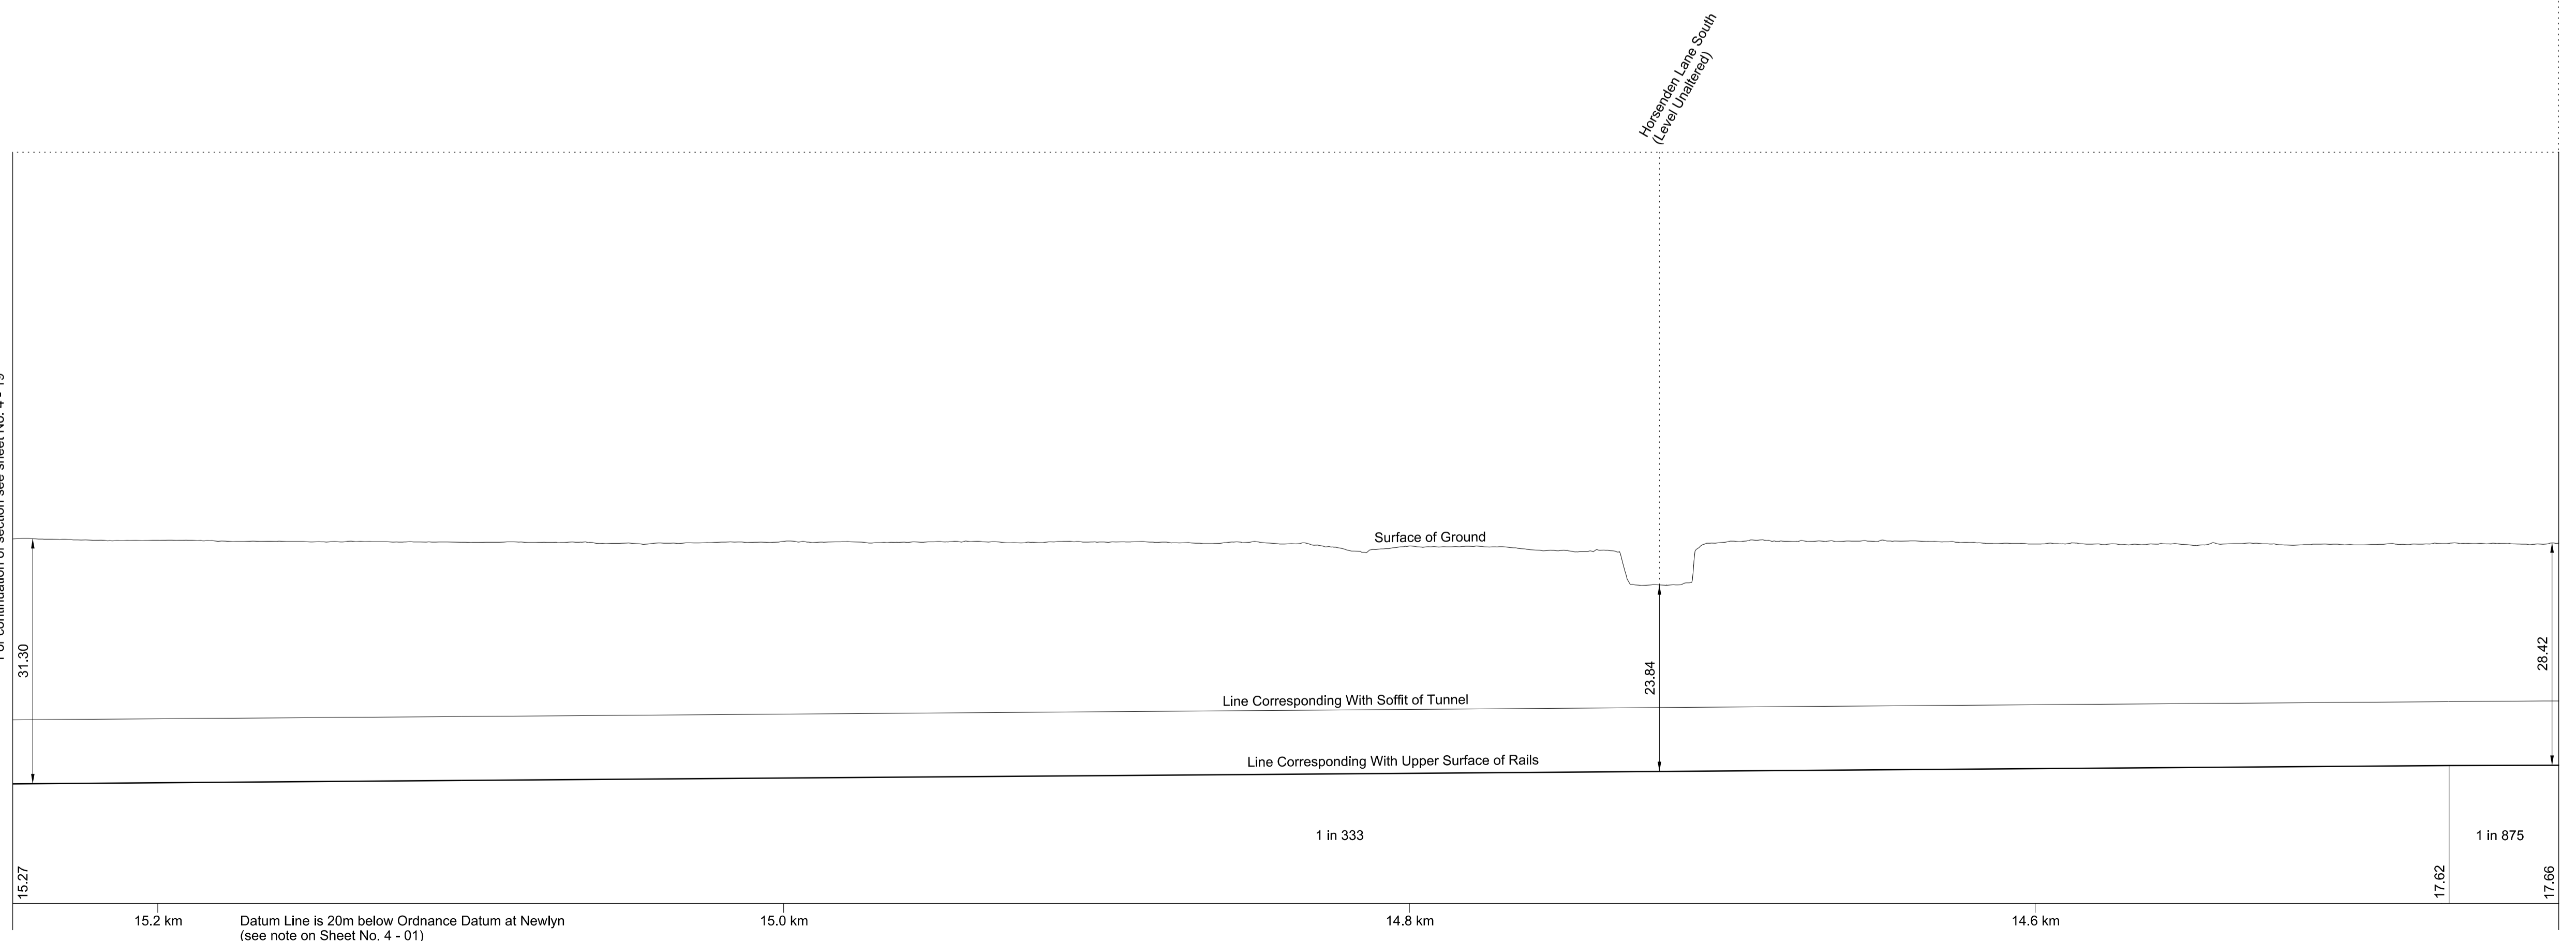 Horsenden Lane South
(Level Unaltered)
Surface of Ground
31.30
23.84
28.42
Line Corresponding With Soffit of Tunnel
Line Corresponding With Upper Surface of Rails
1 in 333
1 in 875
15.27
17.62
17.66
15.2 km
15.0 km
14.8 km
14.6 km
Datum Line is 20m below Ordnance Datum at Newlyn
(see note on Sheet No. 4 - 01)